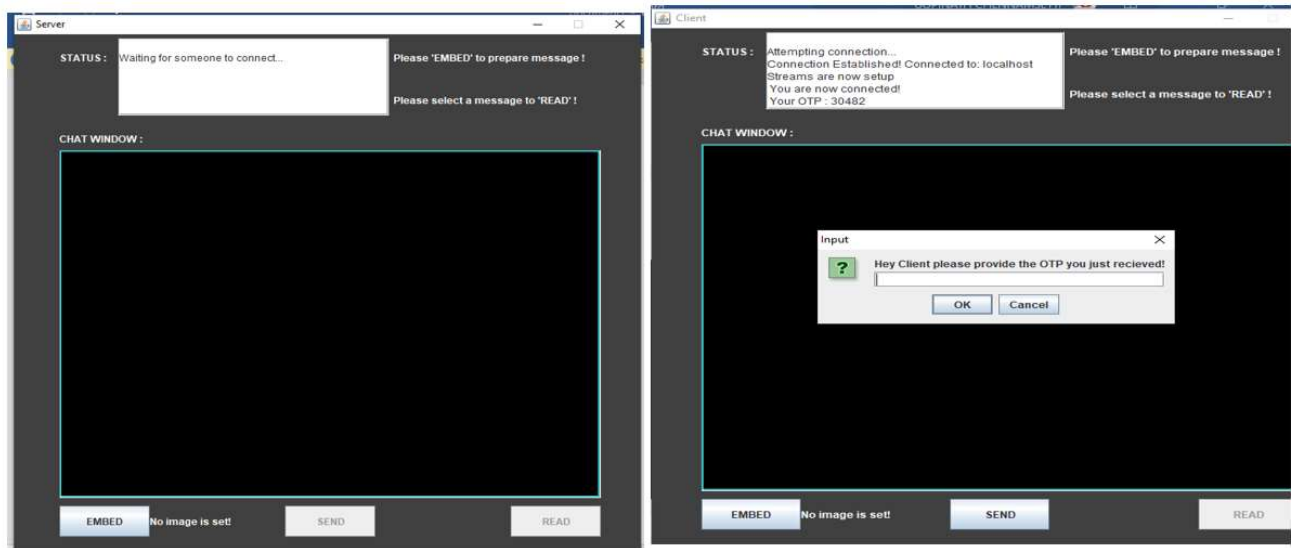 Server
STATUS :
Waiting for someone to connect...
Please 'EMBED' to prepare message !
Please select a message to 'READ' !
CHAT WINDOW :
EMBED
No image is set!
SEND
READ
Client
STATUS :
Attempting connection...
Connection Established! Connected to: localhost
Streams are now setup
You are now connected!
Your OTP : 30482
Please 'EMBED' to prepare message !
Please select a message to 'READ' !
CHAT WINDOW :
Input
Hey Client please provide the OTP you just recieved!
OK
Cancel
EMBED
No image is set!
SEND
READ